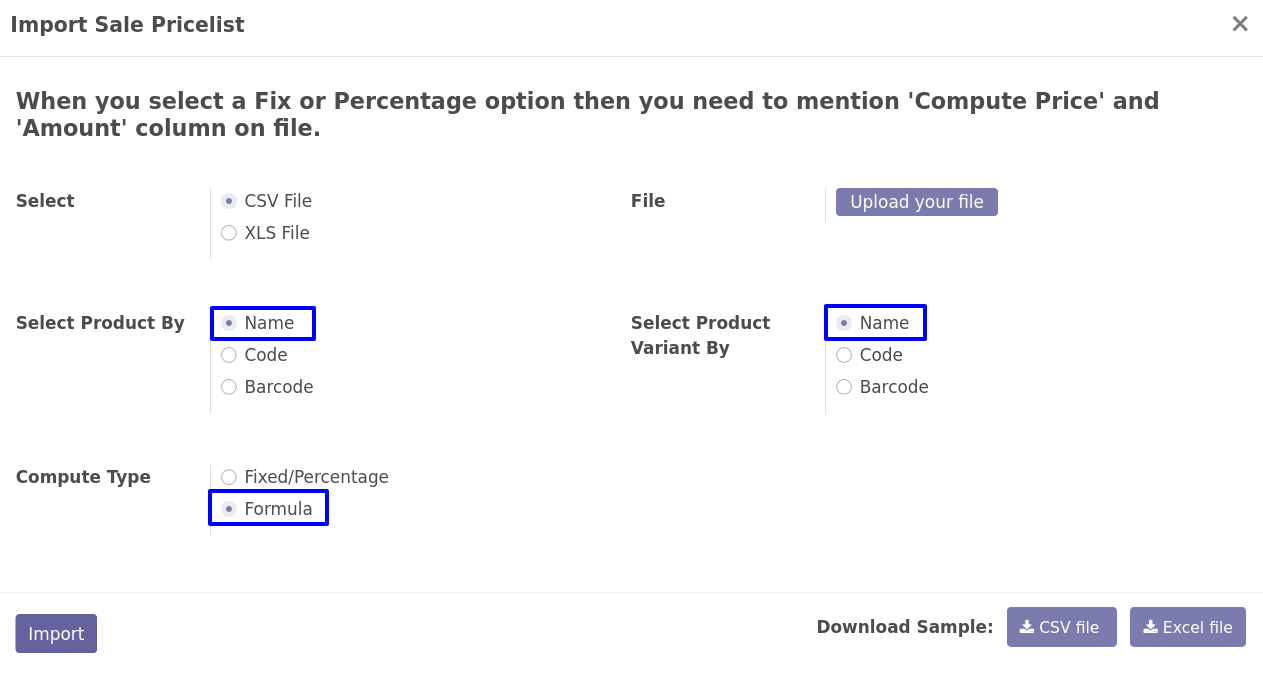 Import Sale Pricelist
×
When you select a Fix or Percentage option then you need to mention 'Compute Price' and
'Amount' column on file.
Select
CSV File
XLS File
File
Upload your file
Select Product By
Name
Code
Barcode
Select Product
Variant By
Name
Code
Barcode
Compute Type
Fixed/Percentage
Formula
Import
Download Sample:
CSV file
Excel file